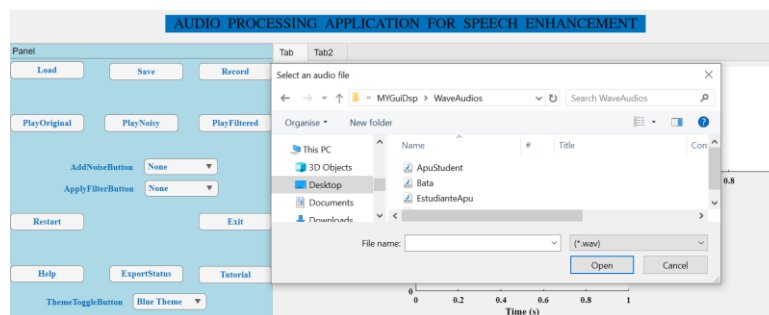 AUDIO PROCESSING APPLICATION FOR SPEECH ENHANCEMENT
Panel
Load Save Record
PlayOriginal PlayNoisy PlayFiltered
AddNoiseButton None
ApplyFilterButton None
Restart Exit
Help ExportStatus Tutorial
ThemeToggleButton Blue Theme
Tab Tab2
Select an audio file
« MYGuiDsp > WaveAudios Search WaveAudios
Organise New folder
This PC
3D Objects
Desktop
Documents
Downloads
Name # Title Con
ApuStudent
Bata
EstudianteApu
File name: (*.wav)
Open Cancel
0.8
0
0 0.2 0.4 0.6 0.8 1
Time (s)